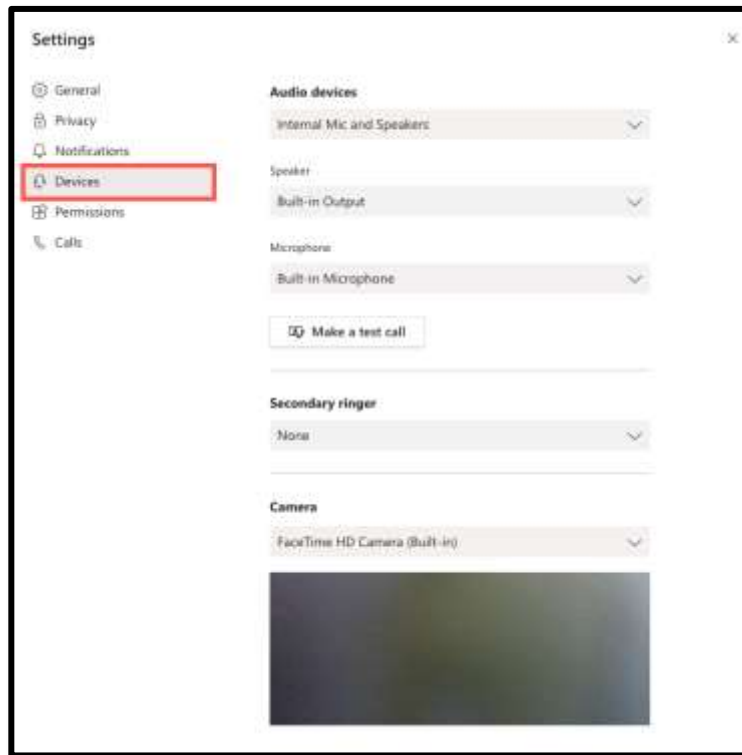 Settings
General
Privacy
Notifications
Devices
Permissions
Calls
Audio devices
Internal Mic and Speakers
Speaker
Built-in Output
Microphone
Built-in Microphone
Make a test call
Secondary ringer
None
Camera
FaceTime HD Camera (Built-in)